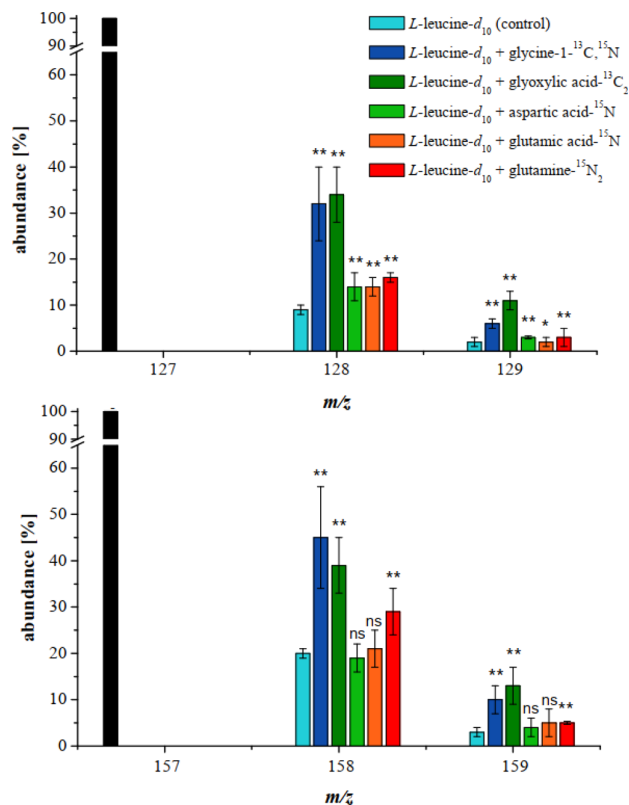 100
90
60
50
40
30
20
10
0
abundance [%]
L-leucine-d₁₀ (control)
L-leucine-d₁₀ + glycine-1-¹³C,¹⁵N
L-leucine-d₁₀ + glyoxylic acid-¹³C₂
L-leucine-d₁₀ + aspartic acid-¹⁵N
L-leucine-d₁₀ + glutamic acid-¹⁵N
L-leucine-d₁₀ + glutamine-¹⁵N₂
** ** ** ** **
** ** ** * **
127 128 129
m/z
100
90
60
50
40
30
20
10
0
abundance [%]
** ** ns ns **
** ** ns ns **
157 158 159
m/z